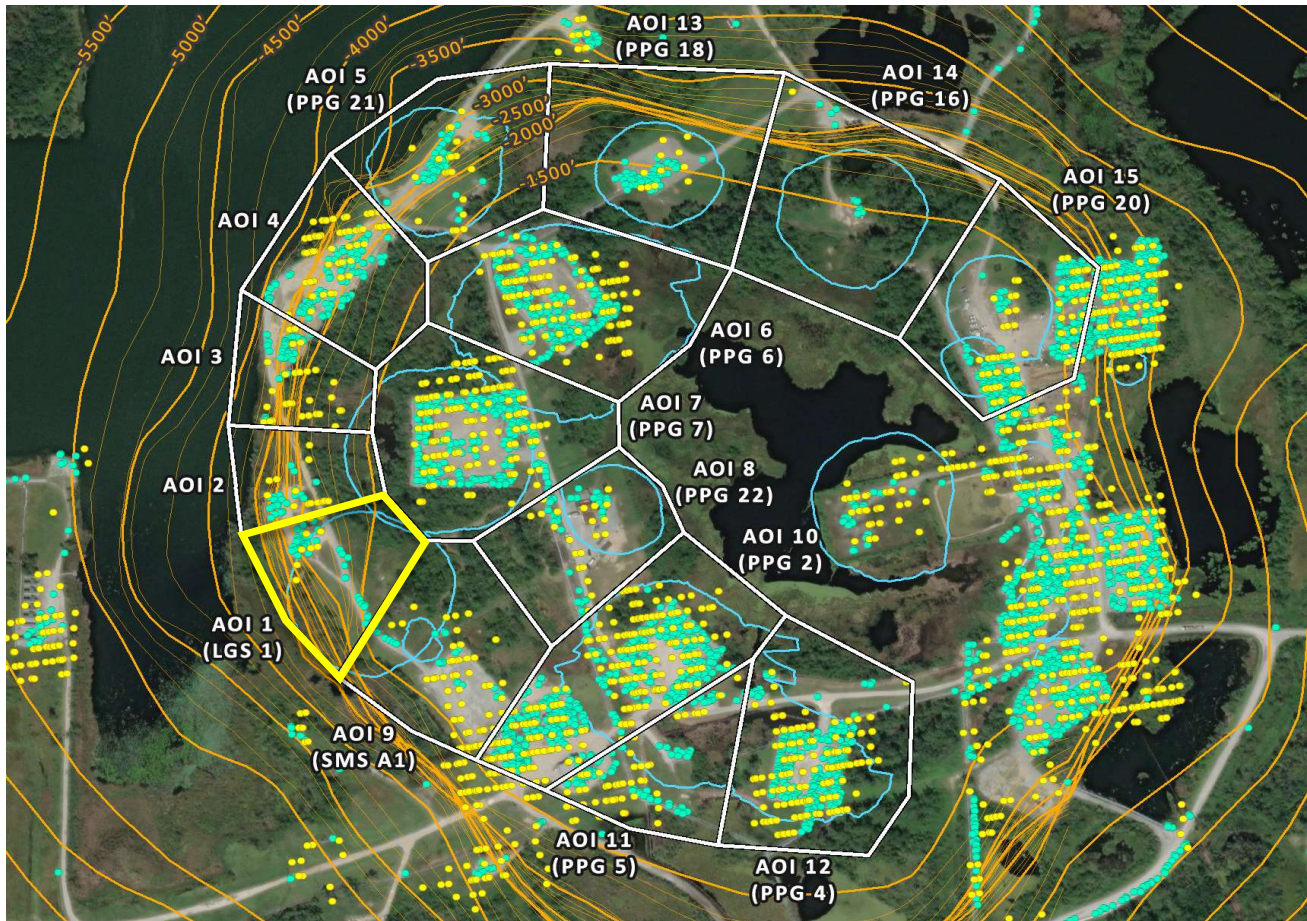 -5500'
-5000'
-4500'
-4000'
-3500'
-3000'
-2500'
-2000'
-1500'
AOI 13
(PPG 18)
AOI 5
(PPG 21)
AOI 14
(PPG 16)
AOI 15
(PPG 20)
AOI 4
AOI 3
AOI 6
(PPG 6)
AOI 7
(PPG 7)
AOI 2
AOI 8
(PPG 22)
AOI 10
(PPG 2)
AOI 1
(LGS 1)
AOI 9
(SMS A1)
AOI 11
(PPG 5)
AOI 12
(PPG 4)